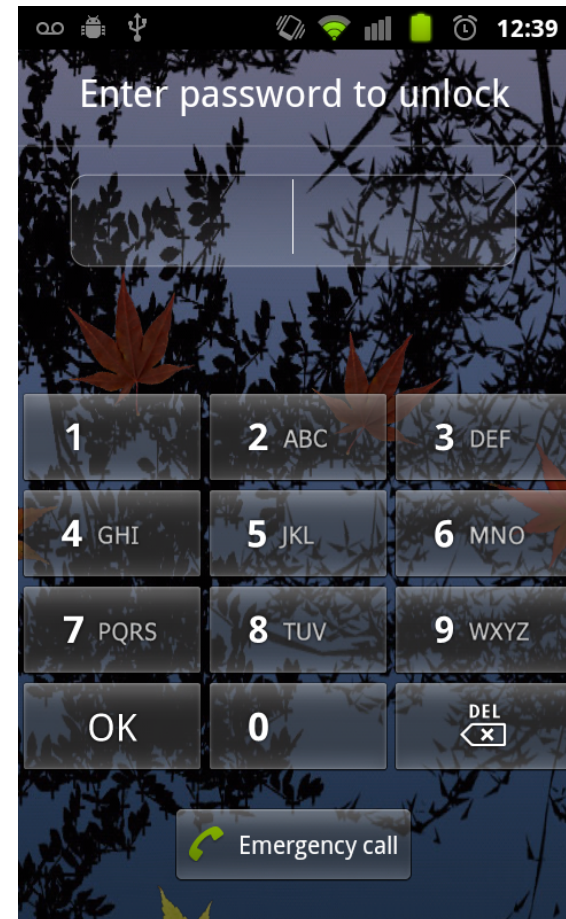 12:39
Enter password to unlock
1 2 ABC 3 DEF
4 GHI 5 JKL 6 MNO
7 PQRS 8 TUV 9 WXYZ
OK 0 DEL
Emergency call